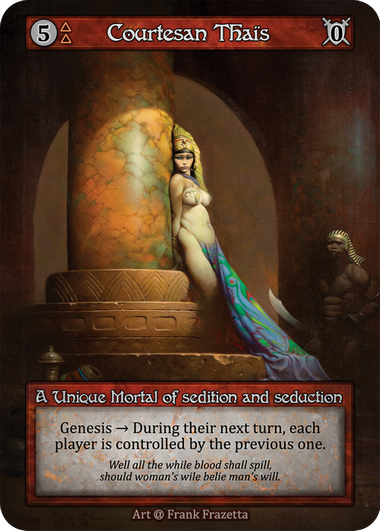 5
Courtesan Thaïs
0
A Unique Mortal of sedition and seduction
Genesis → During their next turn, each
player is controlled by the previous one.
Well all the while blood shall spill,
should woman's wile belie man's will.
Art @ Frank Frazetta